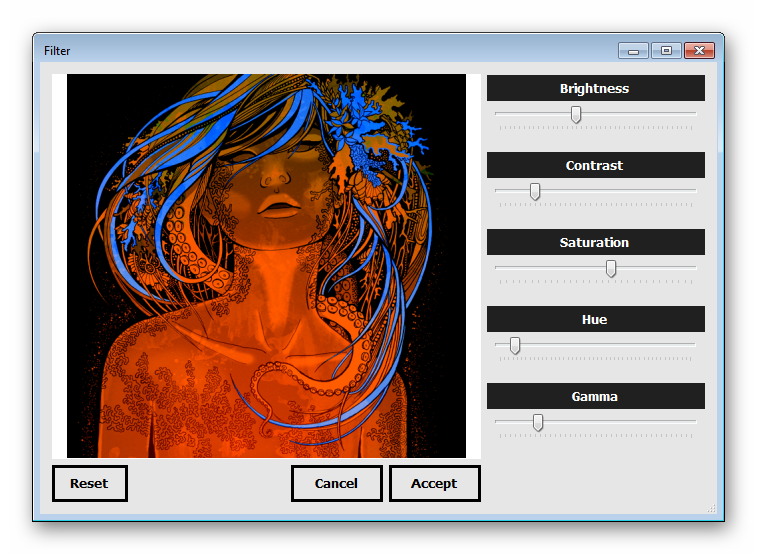 Filter
Brightness
Contrast
Saturation
Hue
Gamma
Reset
Cancel
Accept